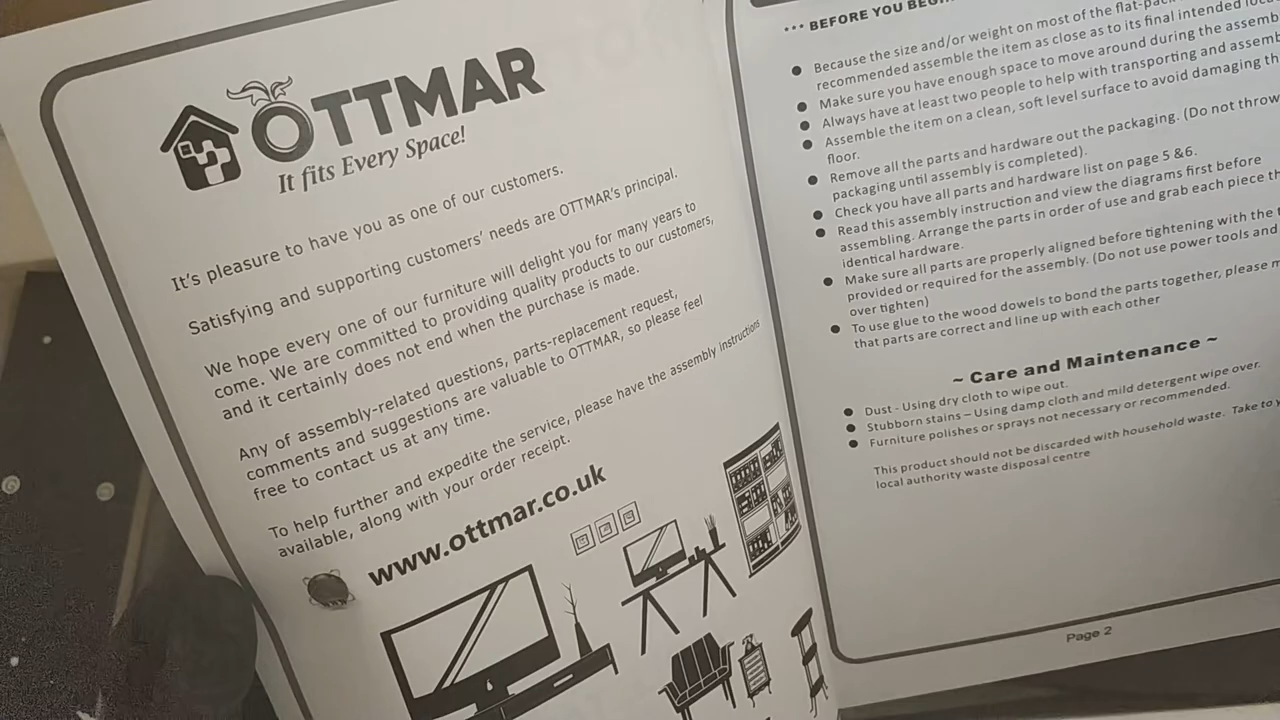 OTTMAR
It fits Every Space!
It's pleasure to have you as one of our customers.
Satisfying and supporting customers' needs are OTTMAR's principal.
We hope every one of our furniture will delight you for many years to
come. We are committed to providing quality products to our customers,
and it certainly does not end when the purchase is made.
Any of assembly-related questions, parts-replacement request,
comments and suggestions are valuable to OTTMAR, so please feel
free to contact us at any time.
To help further and expedite the service, please have the assembly instructions
available, along with your order receipt.
www.ottmar.co.uk
••• BEFORE YOU
● Because the size and/or weight on most of the
recommended assemble the item as close as to its final intended
● Make sure you have enough space to move around during the
● Always have at least two people to help with transporting and
● Assemble the item on a clean, soft level surface to avoid damaging
floor.
● Remove all the parts and hardware out the packaging. (Do not throw
packaging until assembly is completed).
● Check you have all parts and hardware list on page 5 &6.
● Read this assembly instruction and view the diagrams first before
assembling. Arrange the parts in order of use and grab each piece
identical hardware.
● Make sure all parts are properly aligned before tightening with the
provided or required for the assembly. (Do not use power tools and
over tighten)
● To use glue to the wood dowels to bond the parts together, please
that parts are correct and line up with each other
~ Care and Maintenance ~
● Dust - Using dry cloth to wipe out.
● Stubborn stains – Using damp cloth and mild detergent wipe over.
● Furniture polishes or sprays not necessary or recommended.
This product should not be discarded with household waste. Take to
local authority waste disposal centre
Page 2